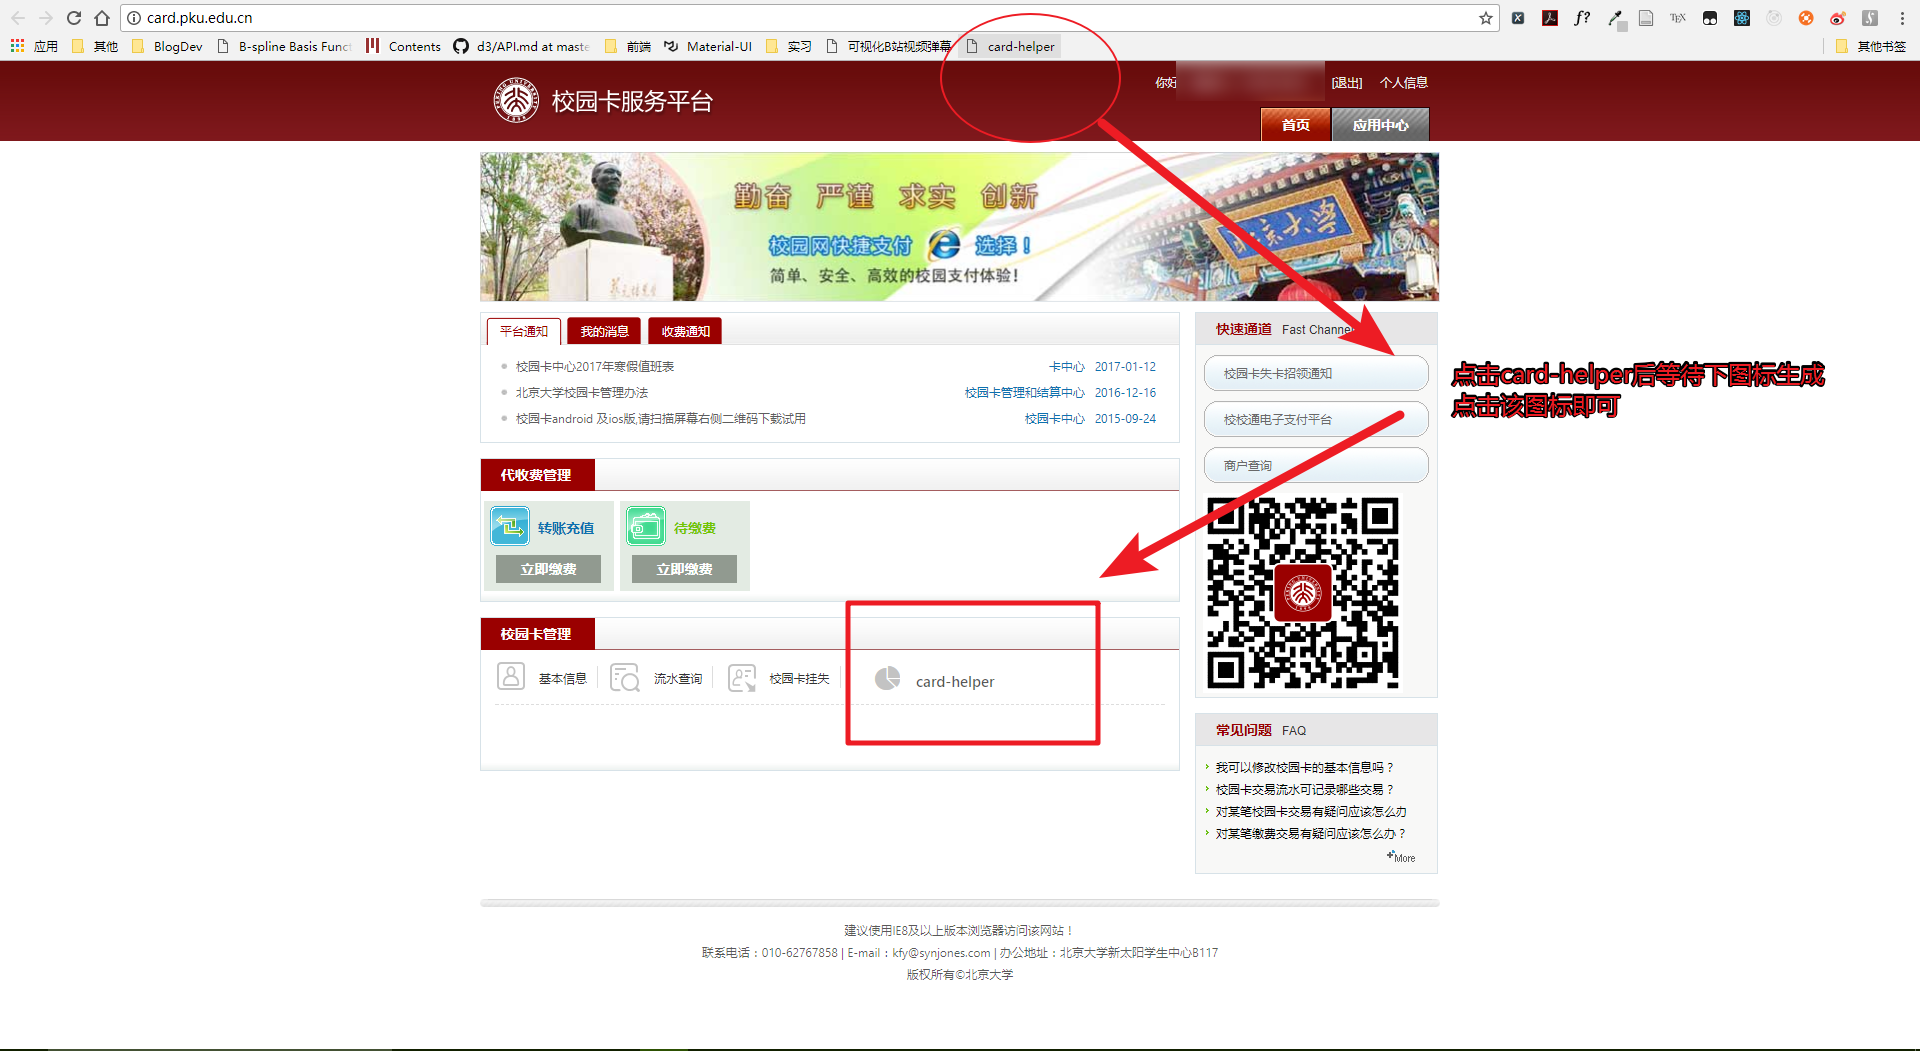 card.pku.edu.cn
应用 其他 BlogDev B-spline Basis Funct Contents d3/API.md at maste 前端 Material-UI 实习 可视化B站视频弹幕 card-helper 其他书签
你好 [退出] 个人信息
校园卡服务平台
首页 应用中心
勤奋 严谨 求实 创新
校园网快捷支付 选择！
简单、安全、高效的校园支付体验！
北京大学
平台通知 我的消息 收费通知
校园卡中心2017年寒假值班表 卡中心 2017-01-12
北京大学校园卡管理办法 校园卡管理和结算中心 2016-12-16
校园卡android 及ios版,请扫描屏幕右侧二维码下载试用 校园卡中心 2015-09-24
快速通道 Fast Channel
校园卡失卡招领通知
校校通电子支付平台
商户查询
点击card-helper后等待下图标生成
点击该图标即可
代收费管理
转账充值 待缴费
立即缴费 立即缴费
校园卡管理
基本信息 流水查询 校园卡挂失 card-helper
常见问题 FAQ
我可以修改校园卡的基本信息吗？
校园卡交易流水可记录哪些交易？
对某笔校园卡交易有疑问应该怎么办
对某笔缴费交易有疑问应该怎么办？
More
建议使用IE8及以上版本浏览器访问该网站！
联系电话：010-62767858 | E-mail：kfy@synjones.com | 办公地址：北京大学新太阳学生中心B117
版权所有©北京大学